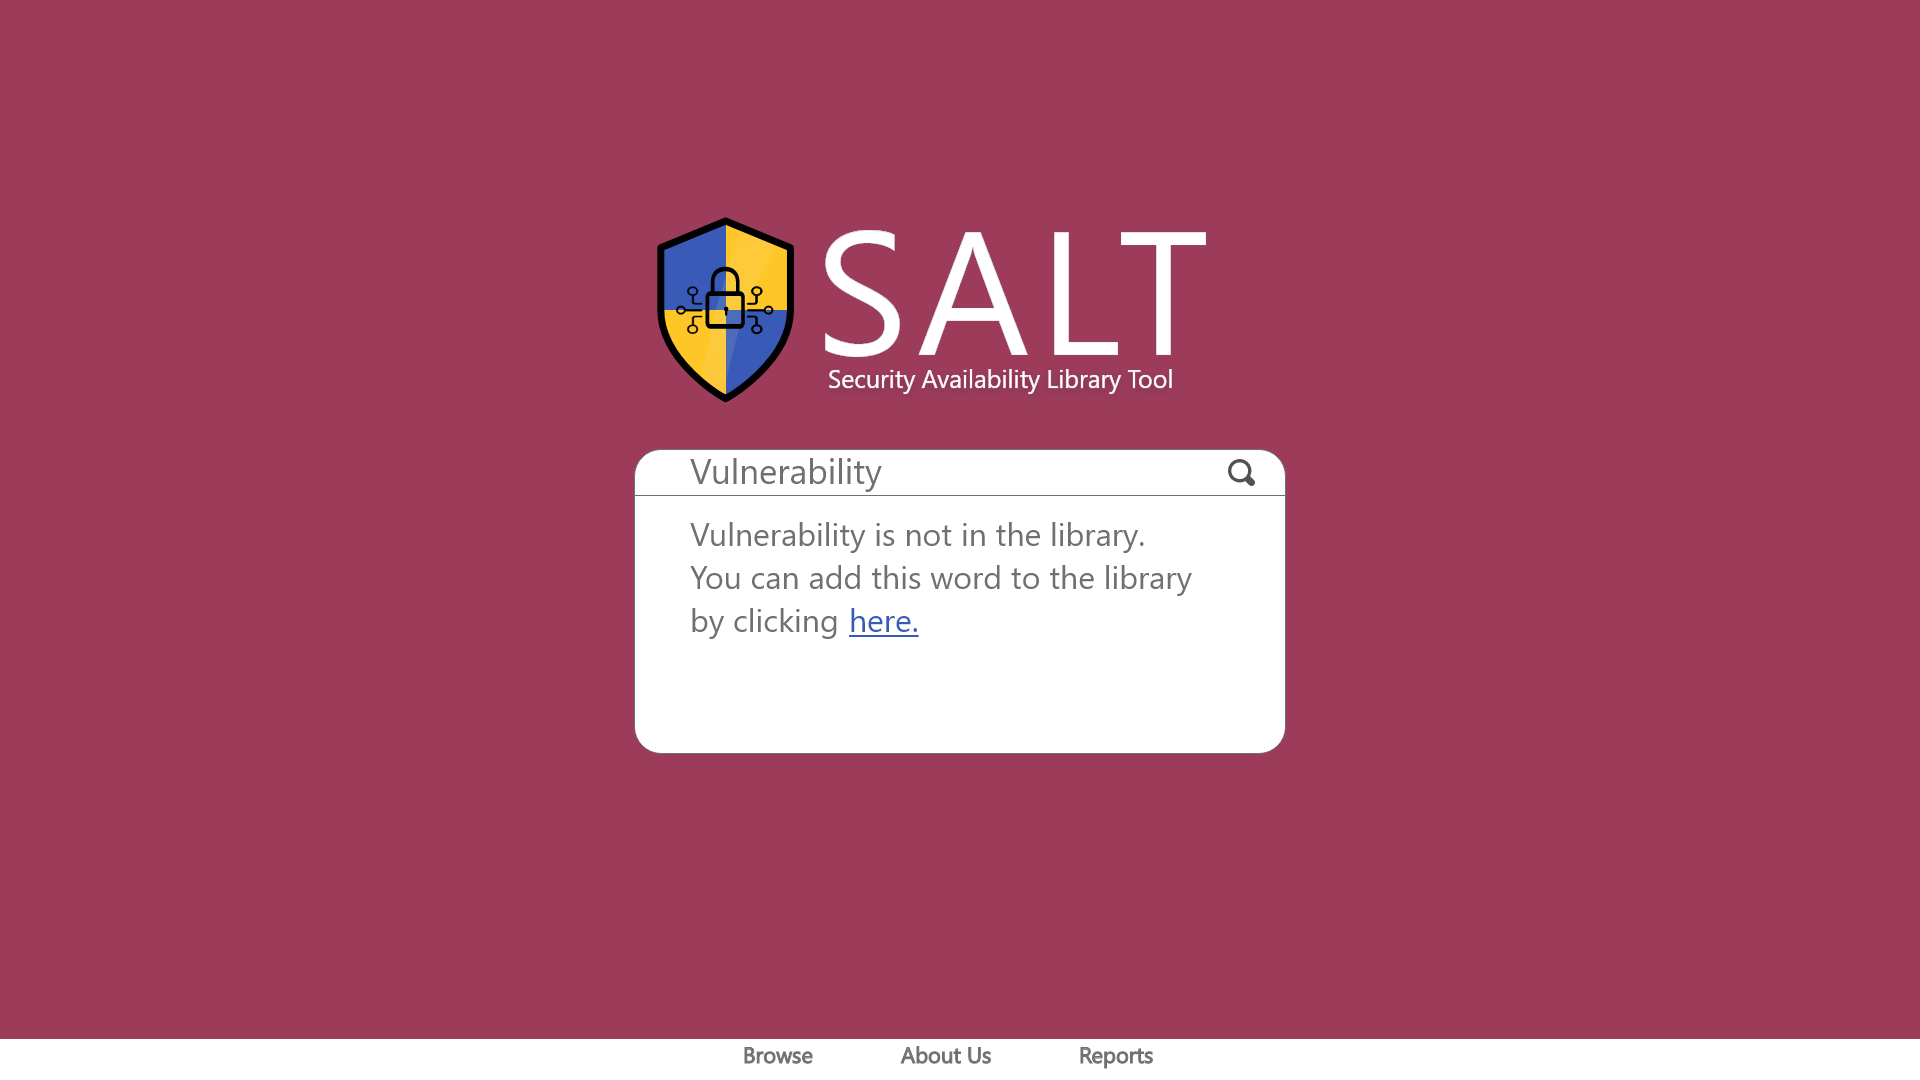 SALT
Security Availability Library Tool
Vulnerability
Vulnerability is not in the library.
You can add this word to the library
by clicking here.
Browse
About Us
Reports